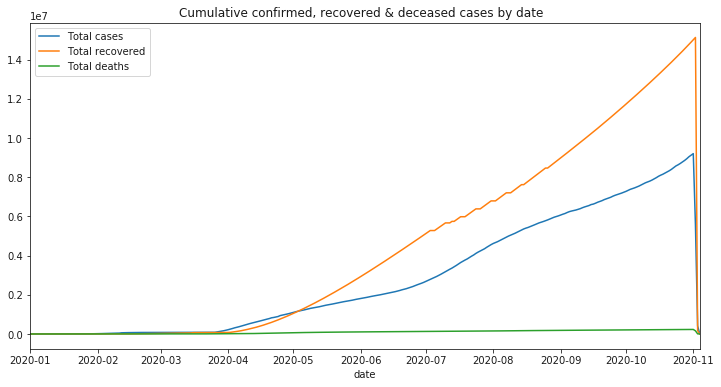 Cumulative confirmed, recovered & deceased cases by date
1e7
Total cases
Total recovered
Total deaths
1.4
1.2
1.0
0.8
0.6
0.4
0.2
0.0
2020-01 2020-02 2020-03 2020-04 2020-05 2020-06 2020-07 2020-08 2020-09 2020-10 2020-11
date